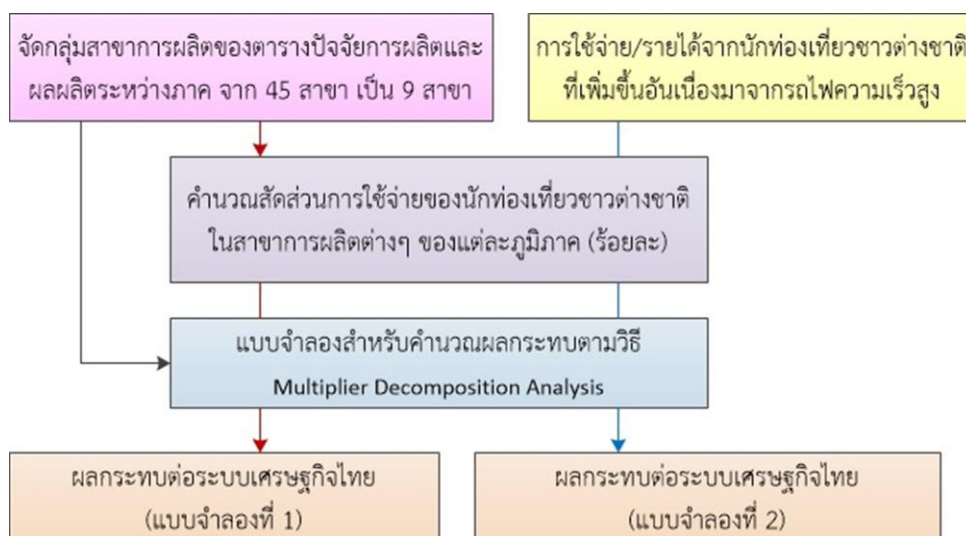 จัดกลุ่มสาขาการผลิตของตารางปัจจัยการผลิตและ
ผลผลิตระหว่างภาค จาก 45 สาขา เป็น 9 สาขา
การใช้จ่าย/รายได้จากนักท่องเที่ยวชาวต่างชาติ
ที่เพิ่มขึ้นอันเนื่องมาจากรถไฟความเร็วสูง
คำนวณสัดส่วนการใช้จ่ายของนักท่องเที่ยวชาวต่างชาติ
ในสาขาการผลิตต่างๆ ของแต่ละภูมิภาค (ร้อยละ)
แบบจำลองสำหรับคำนวณผลกระทบตามวิธี
Multiplier Decomposition Analysis
ผลกระทบต่อระบบเศรษฐกิจไทย
(แบบจำลองที่ 1)
ผลกระทบต่อระบบเศรษฐกิจไทย
(แบบจำลองที่ 2)